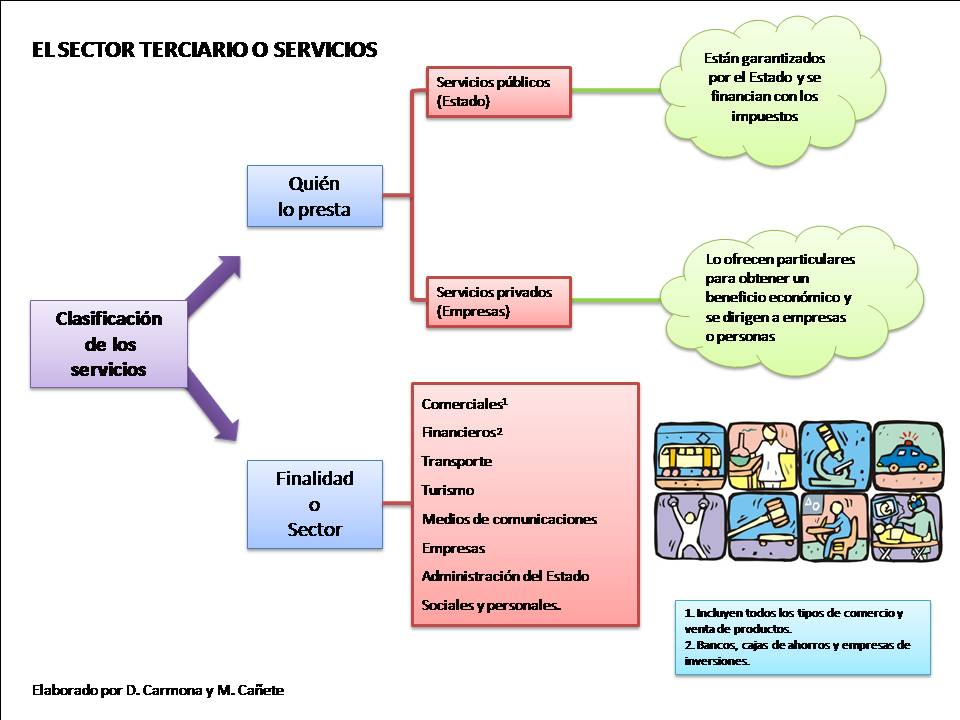 EL SECTOR TERCIARIO O SERVICIOS
Servicios públicos
(Estado)
Están garantizados
por el Estado y se
financian con los
impuestos
Quién
lo presta
Servicios privados
(Empresas)
Lo ofrecen particulares
para obtener un
beneficio económico y
se dirigen a empresas
o personas
Clasificación
de los
servicios
Finalidad
o
Sector
Comerciales¹
Financieros²
Transporte
Turismo
Medios de comunicaciones
Empresas
Administración del Estado
Sociales y personales.
1. Incluyen todos los tipos de comercio y
venta de productos.
2. Bancos, cajas de ahorros y empresas de
inversiones.
Elaborado por D. Carmona y M. Cañete